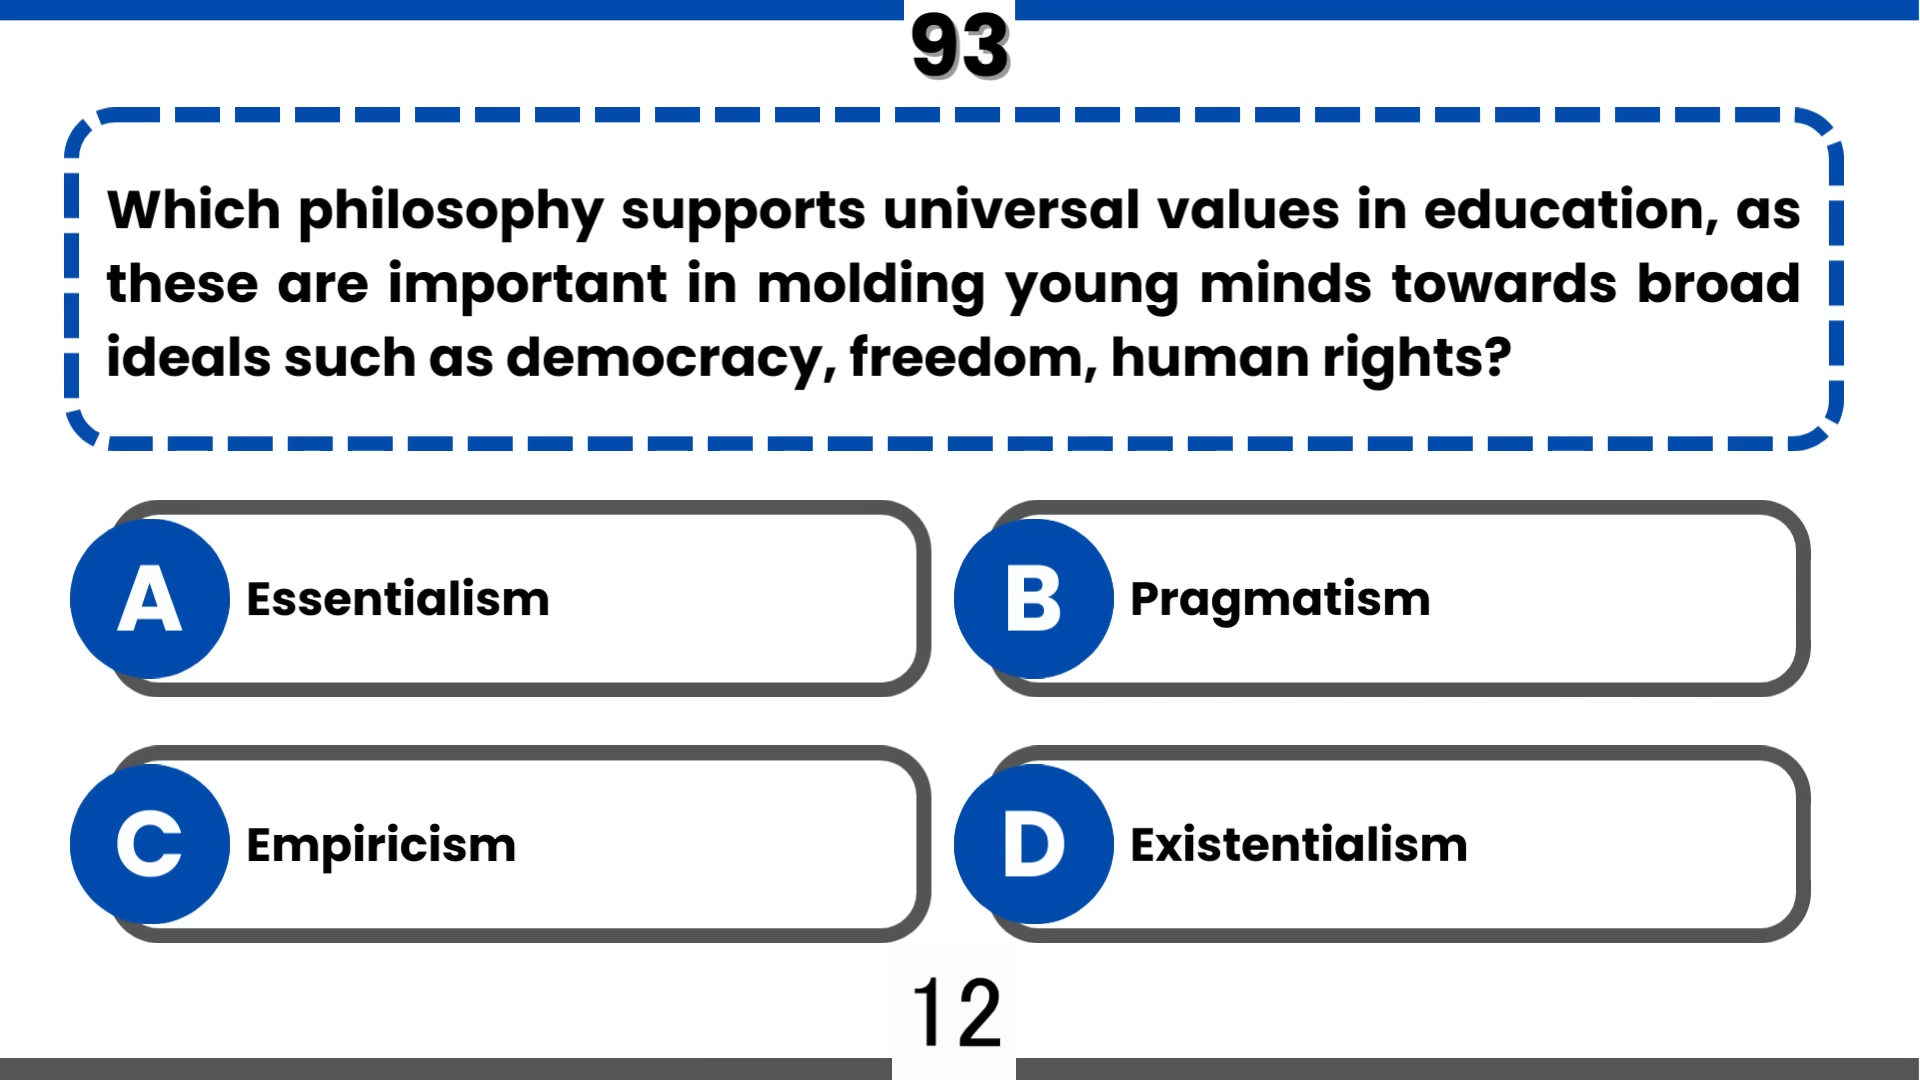 93
Which philosophy supports universal values in education, as
these are important in molding young minds towards broad
ideals such as democracy, freedom, human rights?
A Essentialism
B Pragmatism
C Empiricism
D Existentialism
12